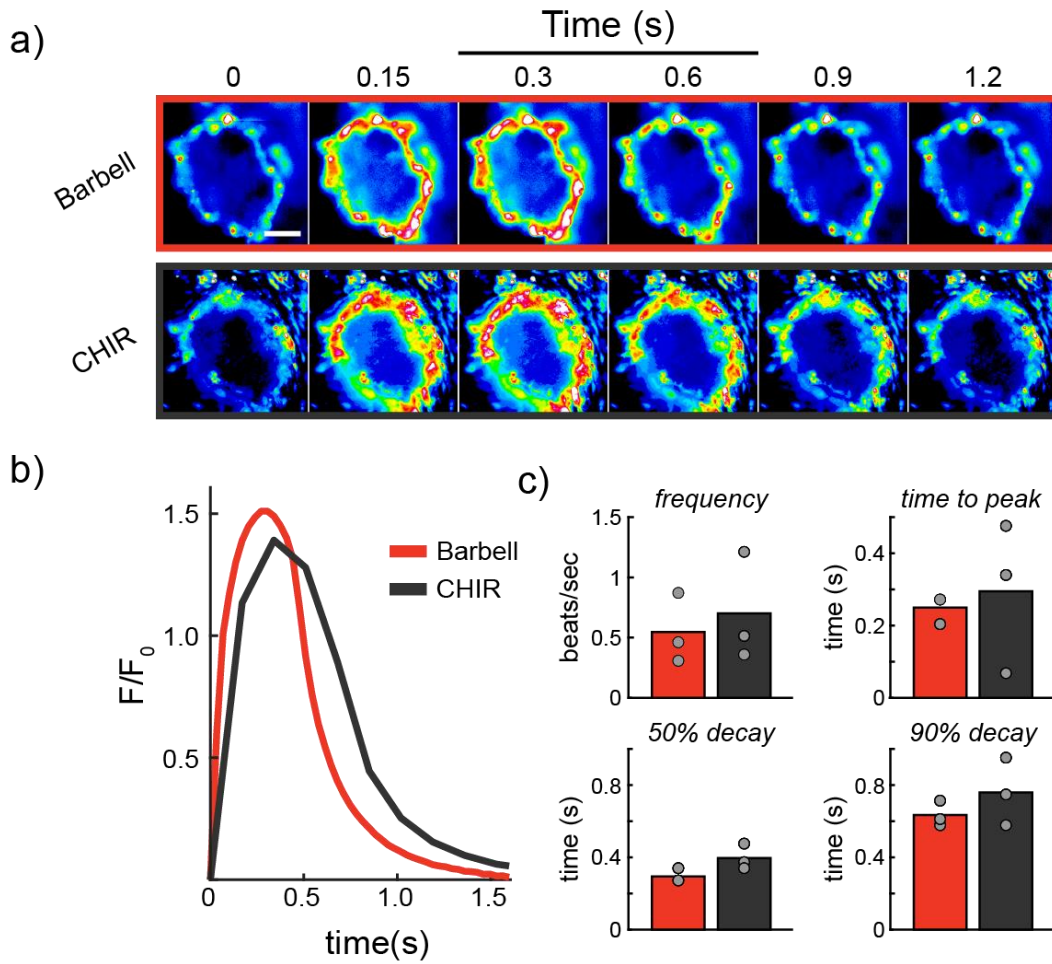 a)
Time (s)
0 0.15 0.3 0.6 0.9 1.2
Barbell
CHIR
b)
1.5
1.0
0.5
0 0.5 1.0 1.5
F/F0
time(s)
Barbell
CHIR
c)
frequency
1.5
1
0.5
0
beats/sec
time to peak
0.4
0.2
0
time (s)
50% decay
0.8
0.4
0
time (s)
90% decay
0.8
0.4
0
time (s)